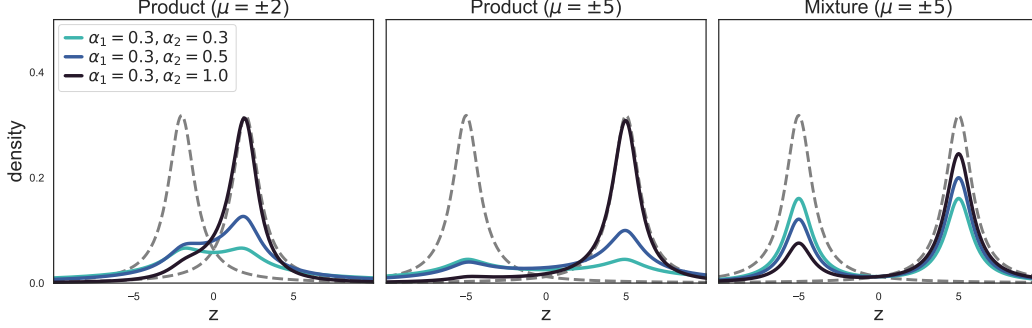 Product (μ = ±2)
Product (μ = ±5)
Mixture (μ = ±5)
α₁ = 0.3, α₂ = 0.3
α₁ = 0.3, α₂ = 0.5
α₁ = 0.3, α₂ = 1.0
density
0.4
0.2
0.0
−5 0 5
−5 0 5
−5 0 5
z
z
z